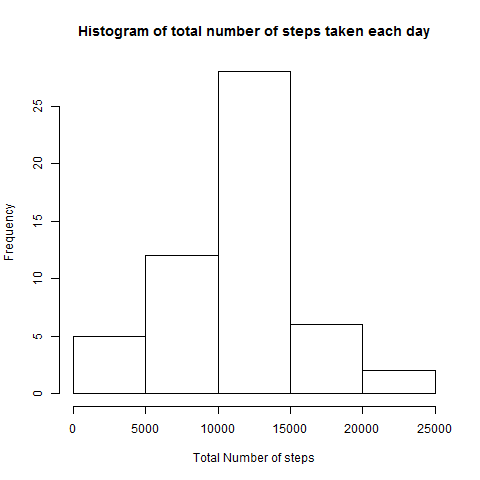 Histogram of total number of steps taken each day
Frequency
25
20
15
10
5
0
0 5000 10000 15000 20000 25000
Total Number of steps